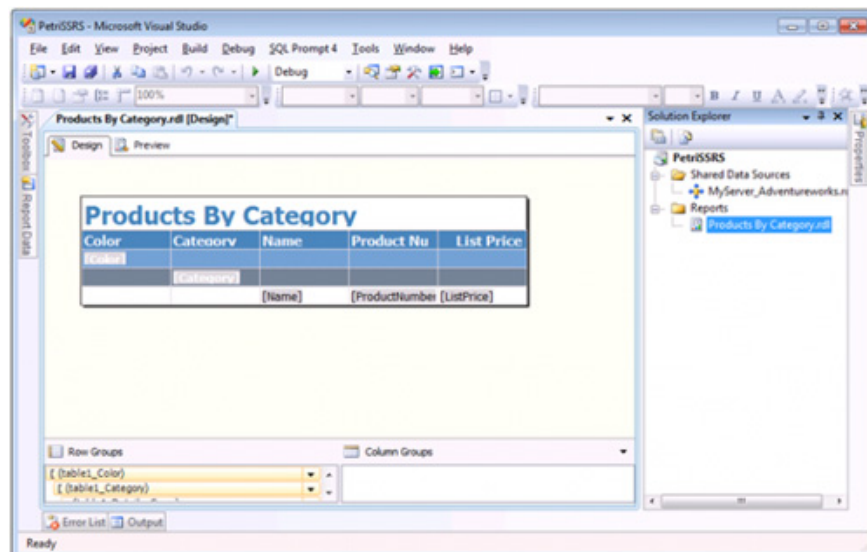 PetriSSRS - Microsoft Visual Studio
File Edit View Project Build Debug SQL Prompt 4 Tools Window Help
Debug
100%
B I U A
Products By Category.rdl [Design]*
Solution Explorer
Toolbox
Report Data
Properties
Design Preview
PetriSSRS
Shared Data Sources
MyServer_Adventureworks.r
Reports
Products By Category.rdl
Products By Category
Color Category Name Product Nu List Price
[Color]
[Category]
[Name] [ProductNumber [ListPrice]
Row Groups
Column Groups
[ (table1_Color)
[ (table1_Category)
Error List Output
Ready